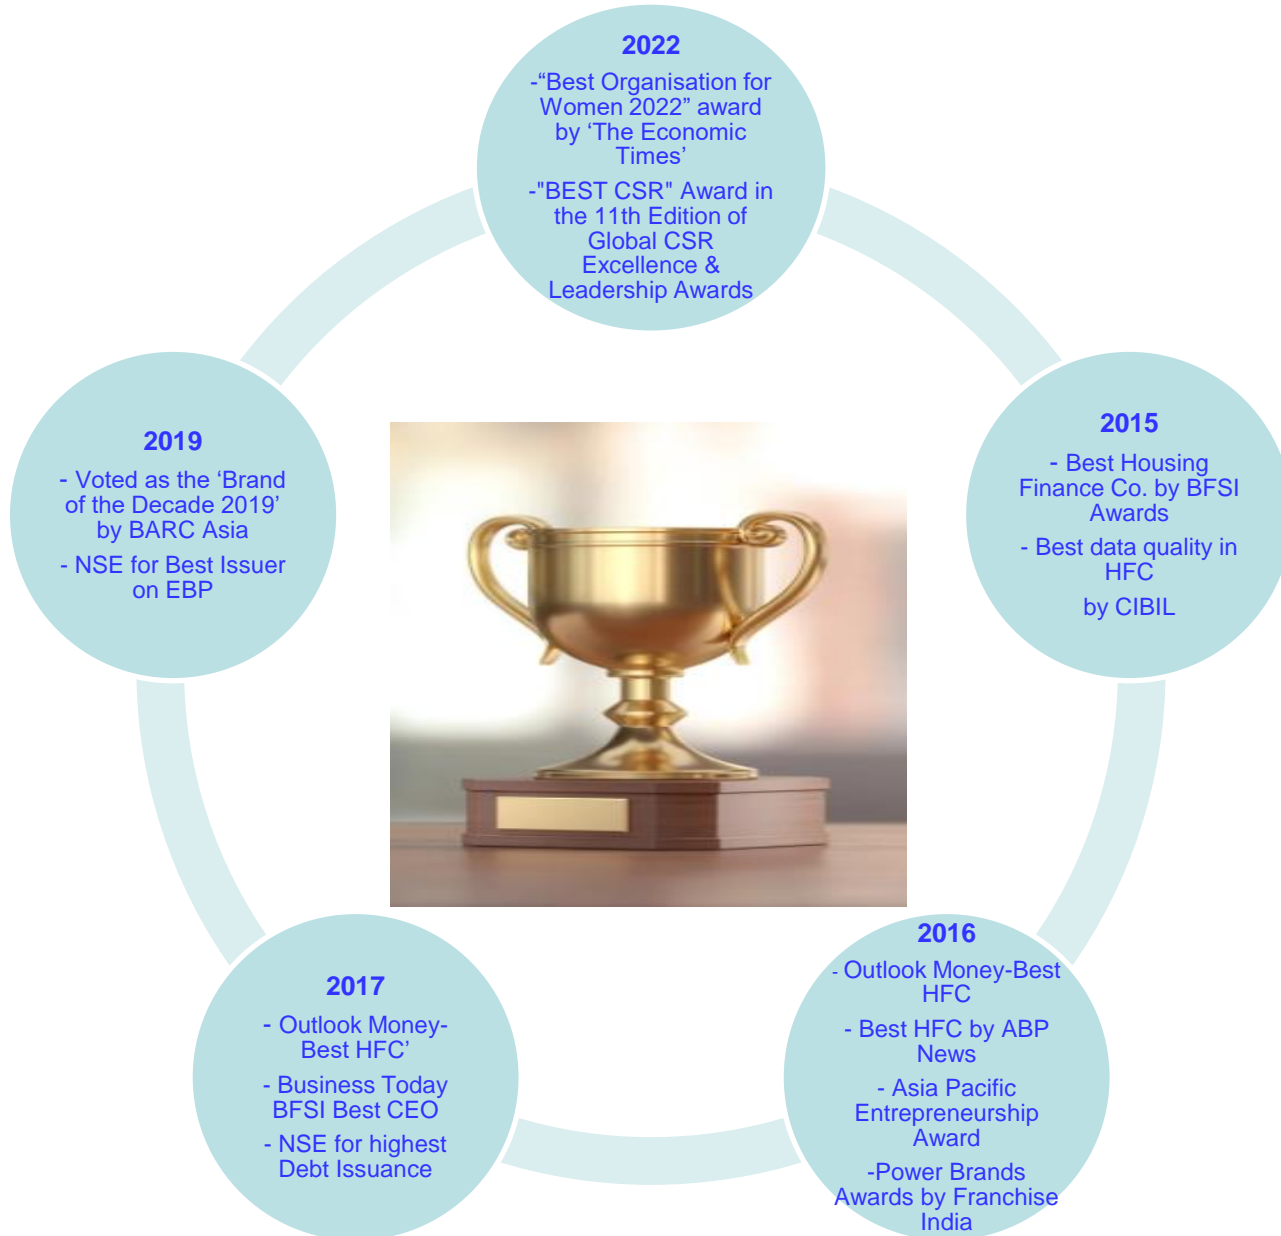 2022
-“Best Organisation for
Women 2022” award
by ‘The Economic
Times’
-"BEST CSR" Award in
the 11th Edition of
Global CSR
Excellence &
Leadership Awards
2015
- Best Housing
Finance Co. by BFSI
Awards
- Best data quality in
HFC
by CIBIL
2016
- Outlook Money-Best
HFC
- Best HFC by ABP
News
- Asia Pacific
Entrepreneurship
Award
-Power Brands
Awards by Franchise
India
2017
- Outlook Money-
Best HFC’
- Business Today
BFSI Best CEO
- NSE for highest
Debt Issuance
2019
- Voted as the ‘Brand
of the Decade 2019’
by BARC Asia
- NSE for Best Issuer
on EBP